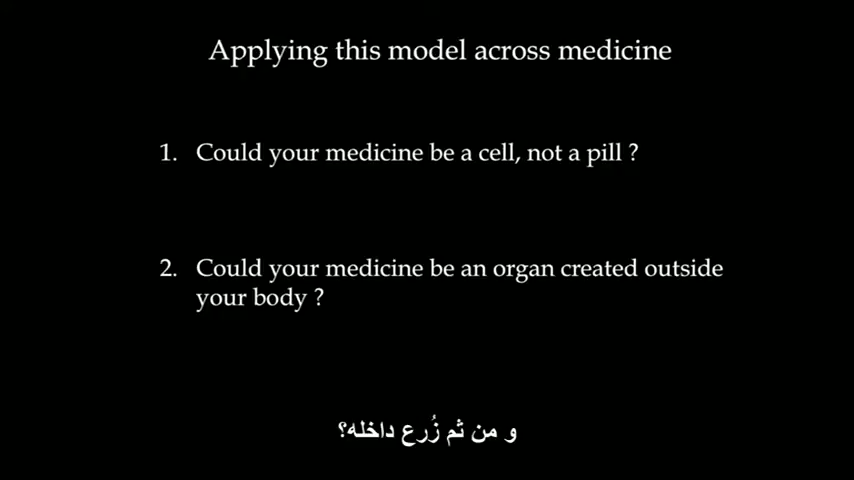 Applying this model across medicine
1. Could your medicine be a cell, not a pill ?
2. Could your medicine be an organ created outside
your body ?
و من ثم زُرع داخله؟